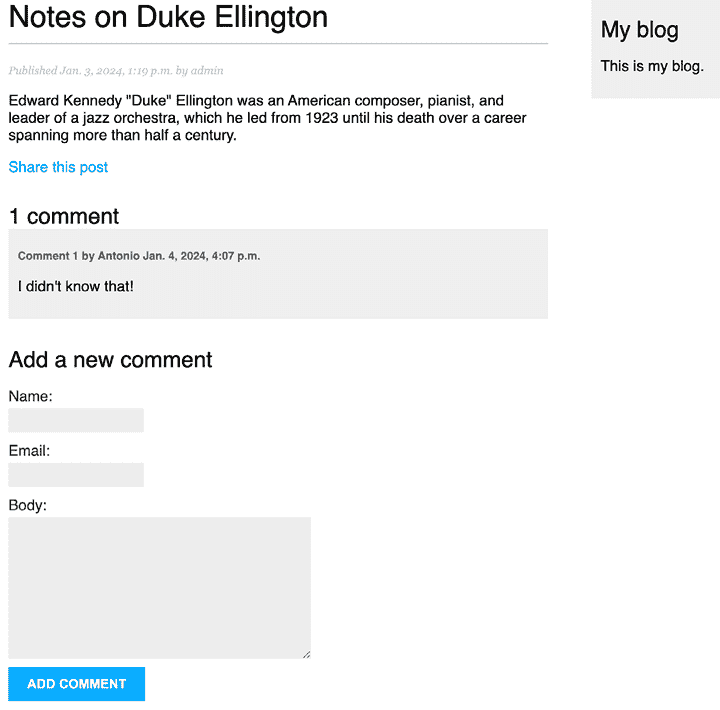 Notes on Duke Ellington
Published Jan. 3, 2024, 1:19 p.m. by admin
Edward Kennedy "Duke" Ellington was an American composer, pianist, and
leader of a jazz orchestra, which he led from 1923 until his death over a career
spanning more than half a century.
Share this post
1 comment
Comment 1 by Antonio Jan. 4, 2024, 4:07 p.m.
I didn't know that!
Add a new comment
Name:
Email:
Body:
ADD COMMENT
My blog
This is my blog.